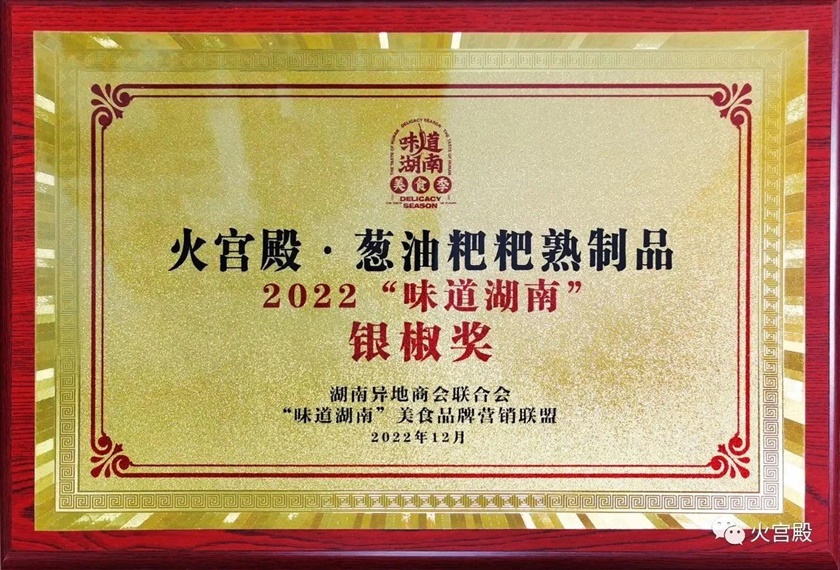 味道
湖南
美食季
DELICACY
SEASON
火宫殿·葱油粑粑熟制品
2022“味道湖南”
银椒奖
湖南异地商会联合会
“味道湖南”美食品牌营销联盟
2022年12月
火宫殿